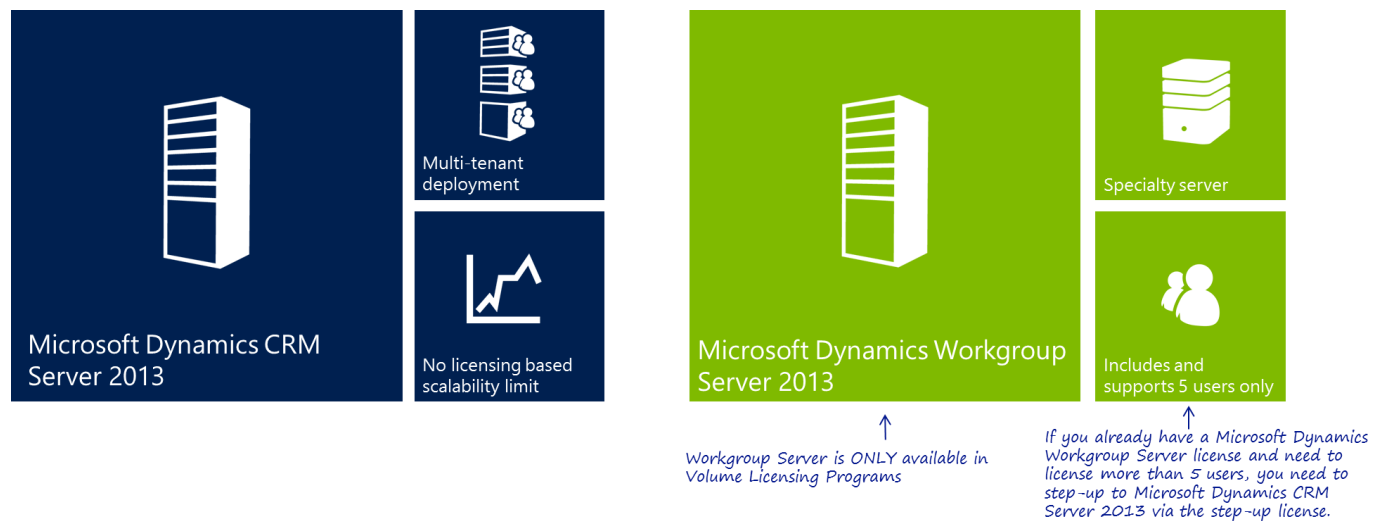 Multi-tenant
deployment
Microsoft Dynamics CRM
Server 2013
No licensing based
scalability limit
Specialty server
Microsoft Dynamics Workgroup
Server 2013
Includes and
supports 5 users only
Workgroup Server is ONLY available in
Volume Licensing Programs
If you already have a Microsoft Dynamics
Workgroup Server license and need to
license more than 5 users, you need to
step-up to Microsoft Dynamics CRM
Server 2013 via the step-up license.